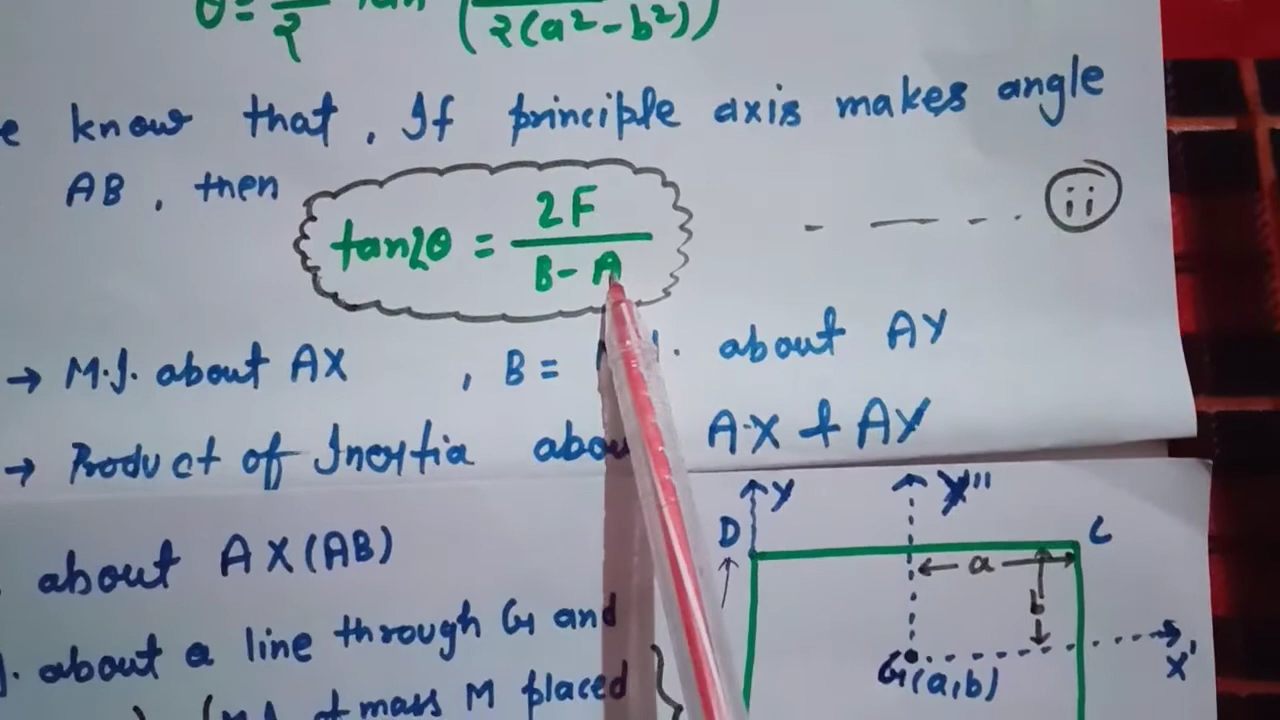 θ = 1/2 tan (2(a²-b²))
e know that, If principle axis makes angle
AB, then
tan2θ = 2F / B - A - — - - . (ii)
→ M.I. about AX , B = . about AY
→ Product of Inertia about AX & AY
about AX (AB)
. about a line through G and
of mass M placed
Y
Y"
D
C
a
b
X'
G(a,b)